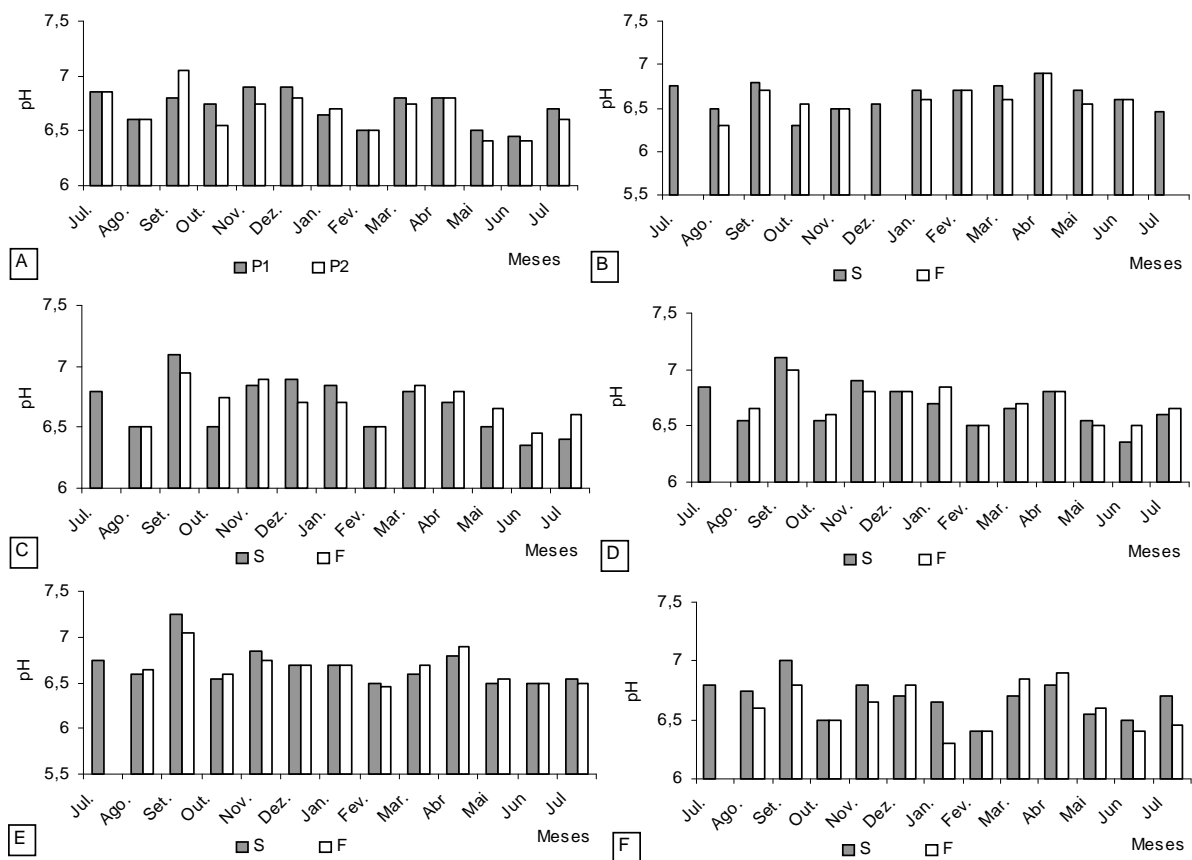 7,5
7
6,5
6
pH
Jul.
Ago.
Set.
Out.
Nov.
Dez.
Jan.
Fev.
Mar.
Abr
Mai
Jun
Jul
Meses
A
P1 P2
7,5
7
6,5
6
5,5
pH
Jul.
Ago.
Set.
Out.
Nov.
Dez.
Jan.
Fev.
Mar.
Abr
Mai
Jun
Jul
Meses
B
S F
7,5
7
6,5
6
pH
Jul.
Ago.
Set.
Out.
Nov.
Dez.
Jan.
Fev.
Mar.
Abr
Mai
Jun
Jul
Meses
C
S F
7,5
7
6,5
6
pH
Jul.
Ago.
Set.
Out.
Nov.
Dez.
Jan.
Fev.
Mar.
Abr
Mai
Jun
Jul
Meses
D
S F
7,5
7
6,5
6
5,5
pH
Jul.
Ago.
Set.
Out.
Nov.
Dez.
Jan.
Fev.
Mar.
Abr
Mai
Jun
Jul
Meses
E
S F
7,5
7
6,5
6
pH
Jul.
Ago.
Set.
Out.
Nov.
Dez.
Jan.
Fev.
Mar.
Abr
Mai
Jun
Jul
Meses
F
S F